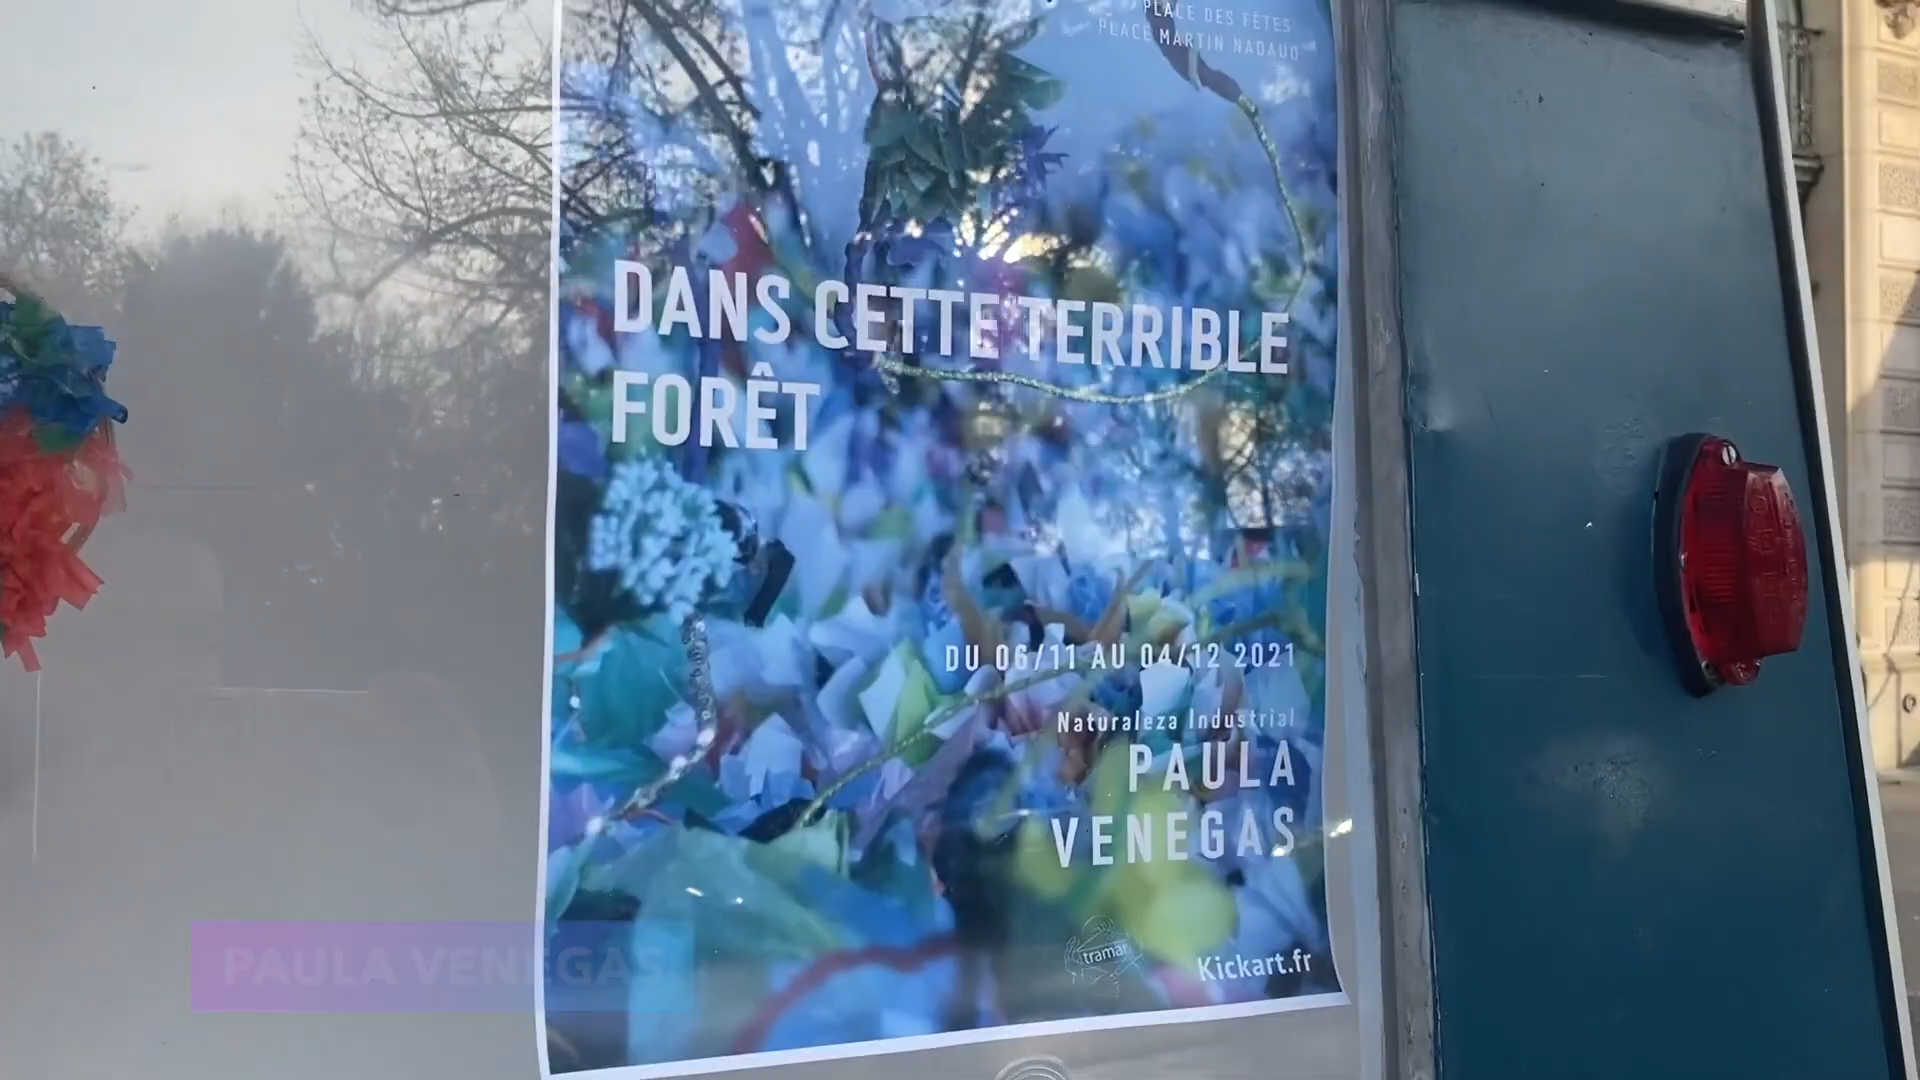 PLACE DES FÊTES
PLACE MARTIN NADAUD
DANS CETTE TERRIBLE
FORÊT
DU 06/11 AU 04/12 2021
Naturaleza Industrial
PAULA
VENEGAS
tramar
Kickart.fr
PAULA VENEGAS